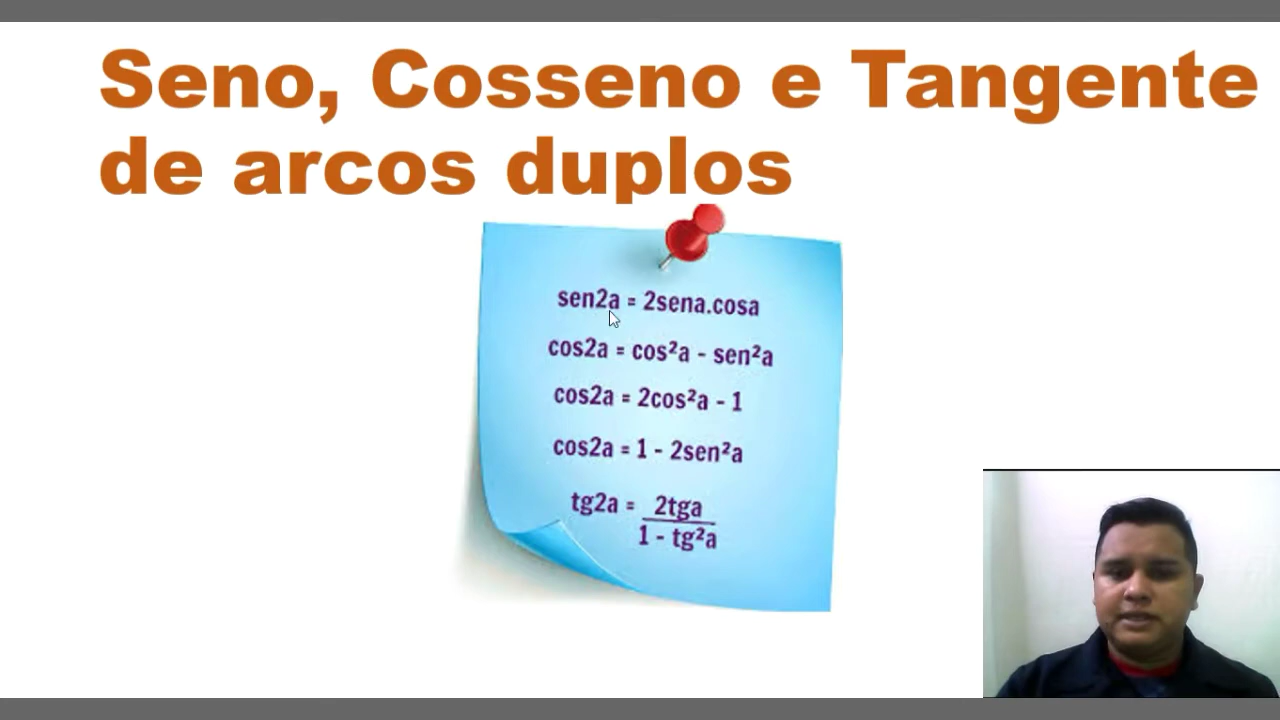 Seno, Cosseno e Tangente
de arcos duplos
sen2a = 2sena.cosa
cos2a = cos²a - sen²a
cos2a = 2cos²a - 1
cos2a = 1 - 2sen²a
tg2a = 2tga
1 - tg²a